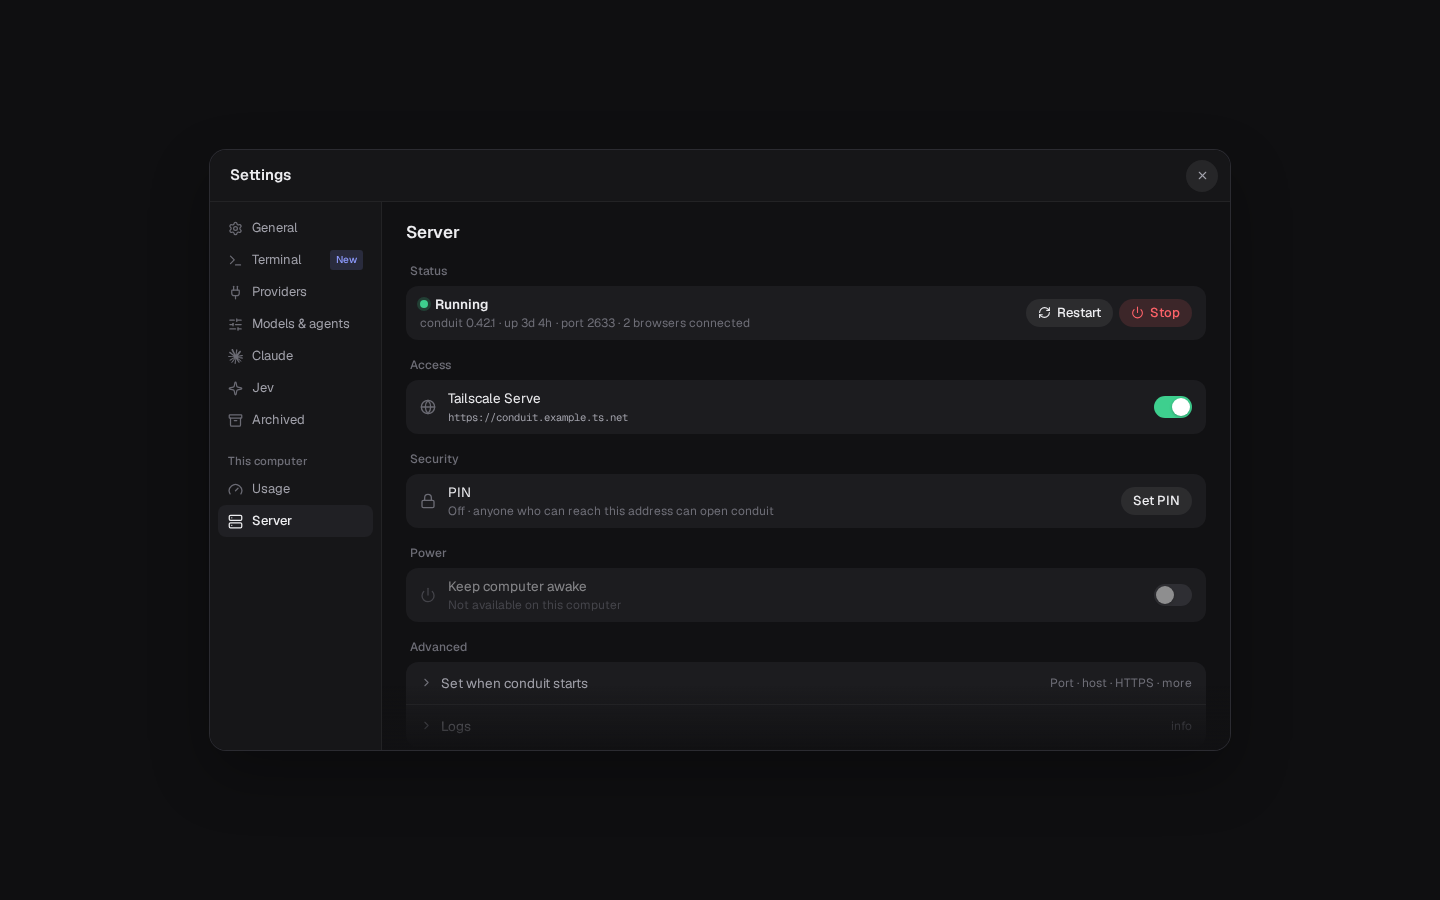 Settings
General
Terminal New
Providers
Models & agents
Claude
Jev
Archived
This computer
Usage
Server
Server
Status
Running
conduit 0.42.1 · up 3d 4h · port 2633 · 2 browsers connected
Restart
Stop
Access
Tailscale Serve
https://conduit.example.ts.net
Security
PIN
Off · anyone who can reach this address can open conduit
Set PIN
Power
Keep computer awake
Not available on this computer
Advanced
Set when conduit starts
Port · host · HTTPS · more
Logs
info